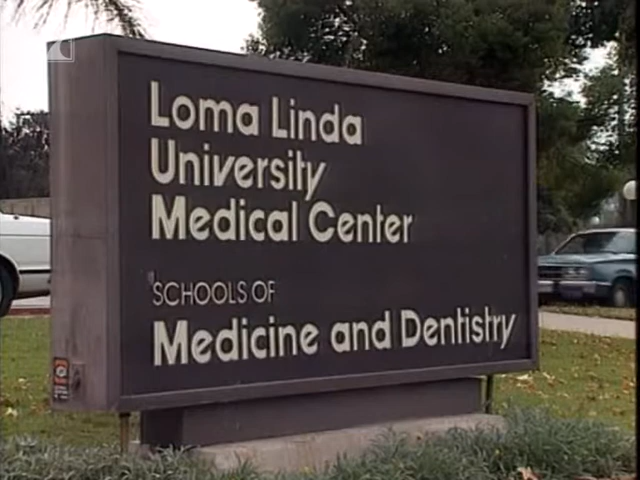 Loma Linda
University
Medical Center
SCHOOLS OF
Medicine and Dentistry